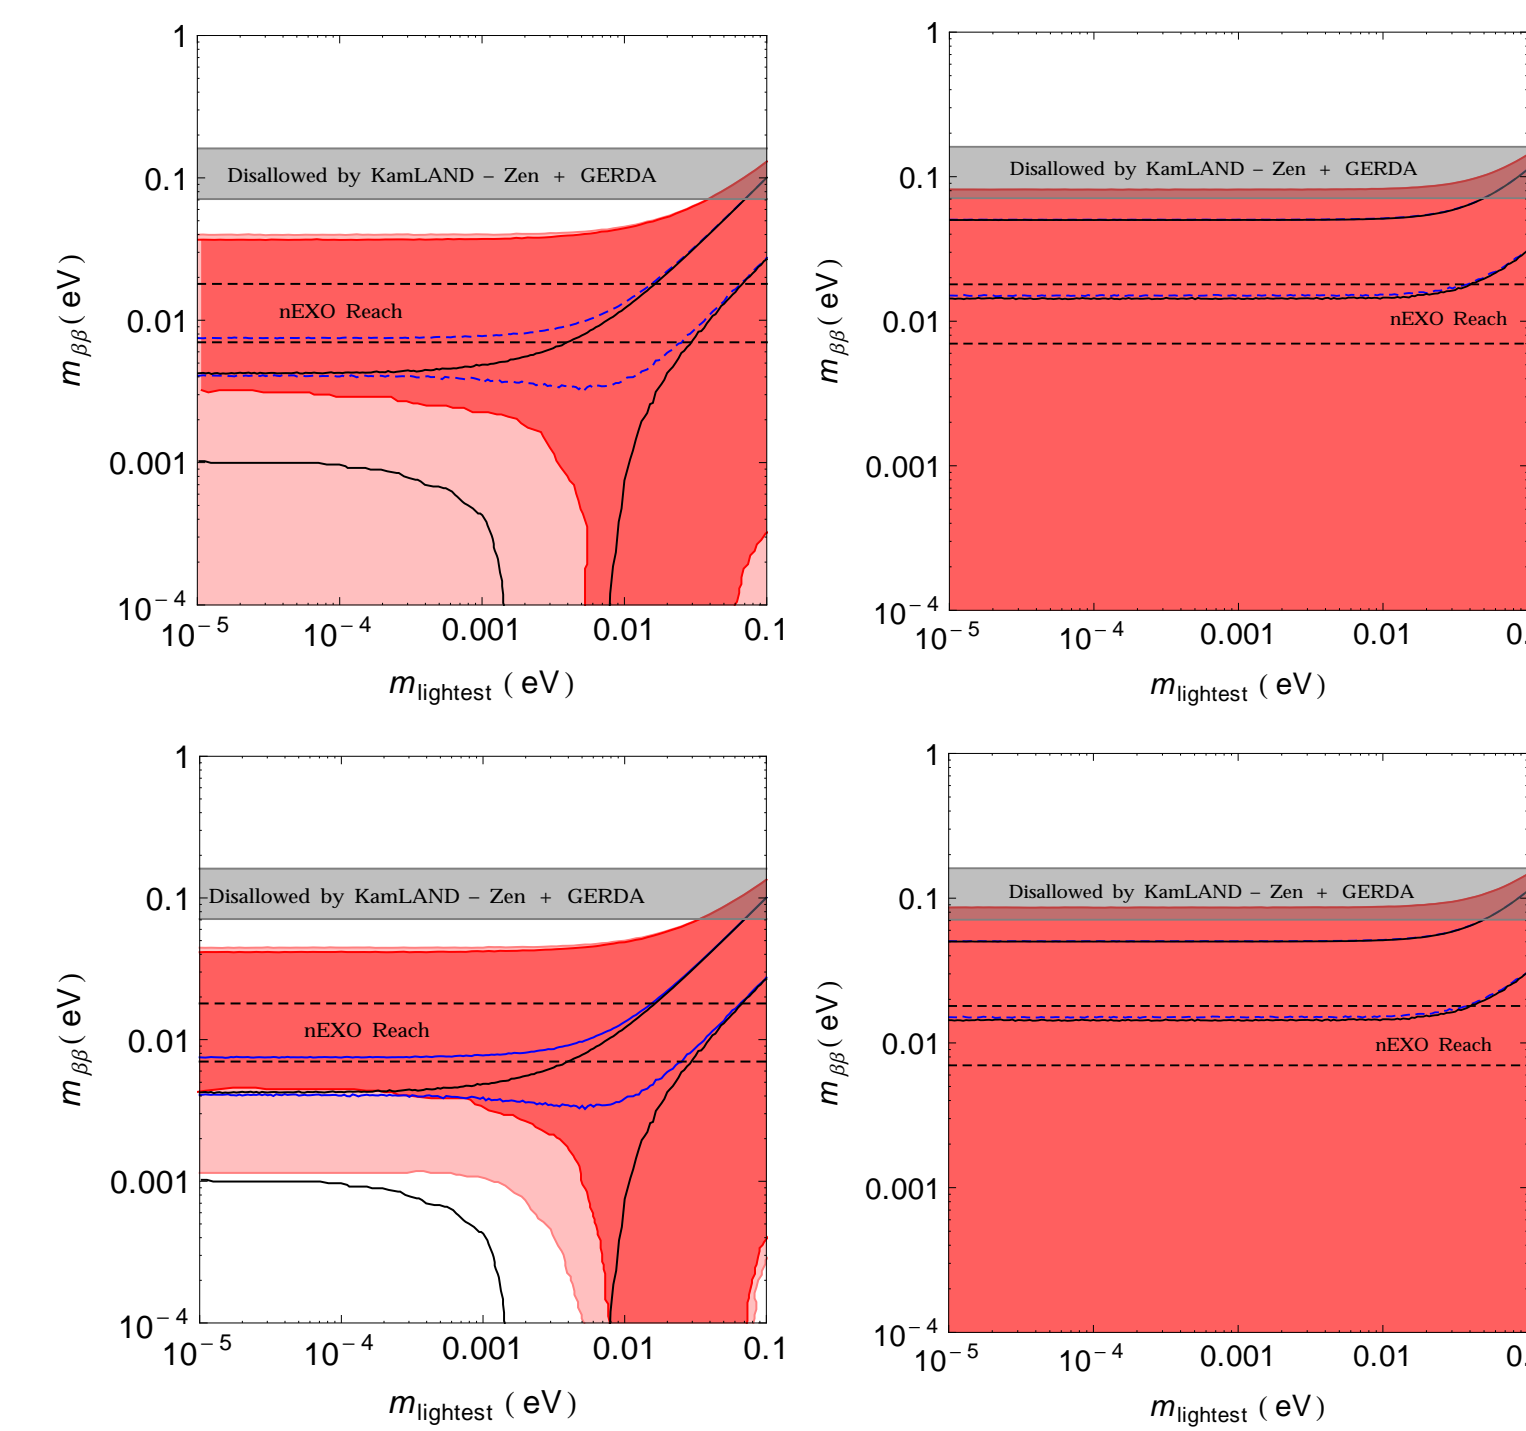 1
Disallowed by KamLAND – Zen + GERDA
0.1
nEXO Reach
0.01
0.001
10⁻⁴
m_ββ (eV)
10⁻⁵ 10⁻⁴ 0.001 0.01 0.1
m_lightest (eV)
1
Disallowed by KamLAND – Zen + GERDA
0.1
nEXO Reach
0.01
0.001
10⁻⁴
m_ββ (eV)
10⁻⁵ 10⁻⁴ 0.001 0.01 0.
m_lightest (eV)
1
Disallowed by KamLAND – Zen + GERDA
0.1
nEXO Reach
0.01
0.001
10⁻⁴
m_ββ (eV)
10⁻⁵ 10⁻⁴ 0.001 0.01 0.1
m_lightest (eV)
1
Disallowed by KamLAND – Zen + GERDA
0.1
nEXO Reach
0.01
0.001
10⁻⁴
m_ββ (eV)
10⁻⁵ 10⁻⁴ 0.001 0.01 0.
m_lightest (eV)